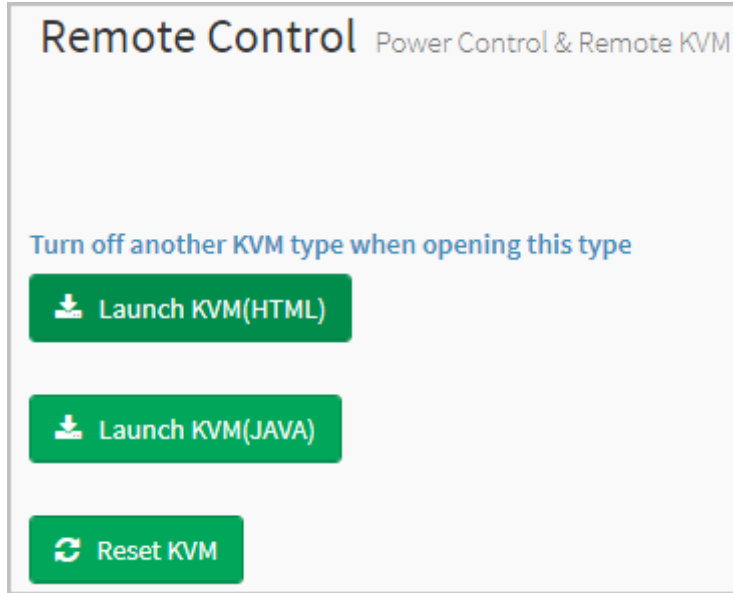 Remote Control Power Control & Remote KVM
Turn off another KVM type when opening this type
Launch KVM(HTML)
Launch KVM(JAVA)
Reset KVM